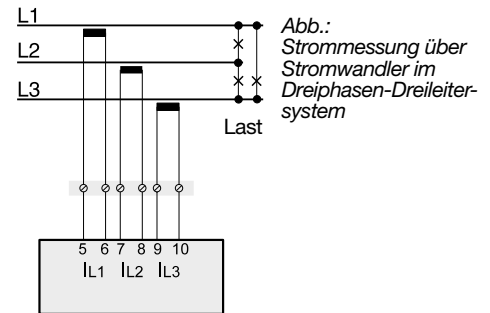 L1
L2
L3
Last
Abb.:
Strommessung über
Stromwandler im
Dreiphasen-Dreileiter-
system
5 6 7 8 9 10
IL1 IL2 IL3